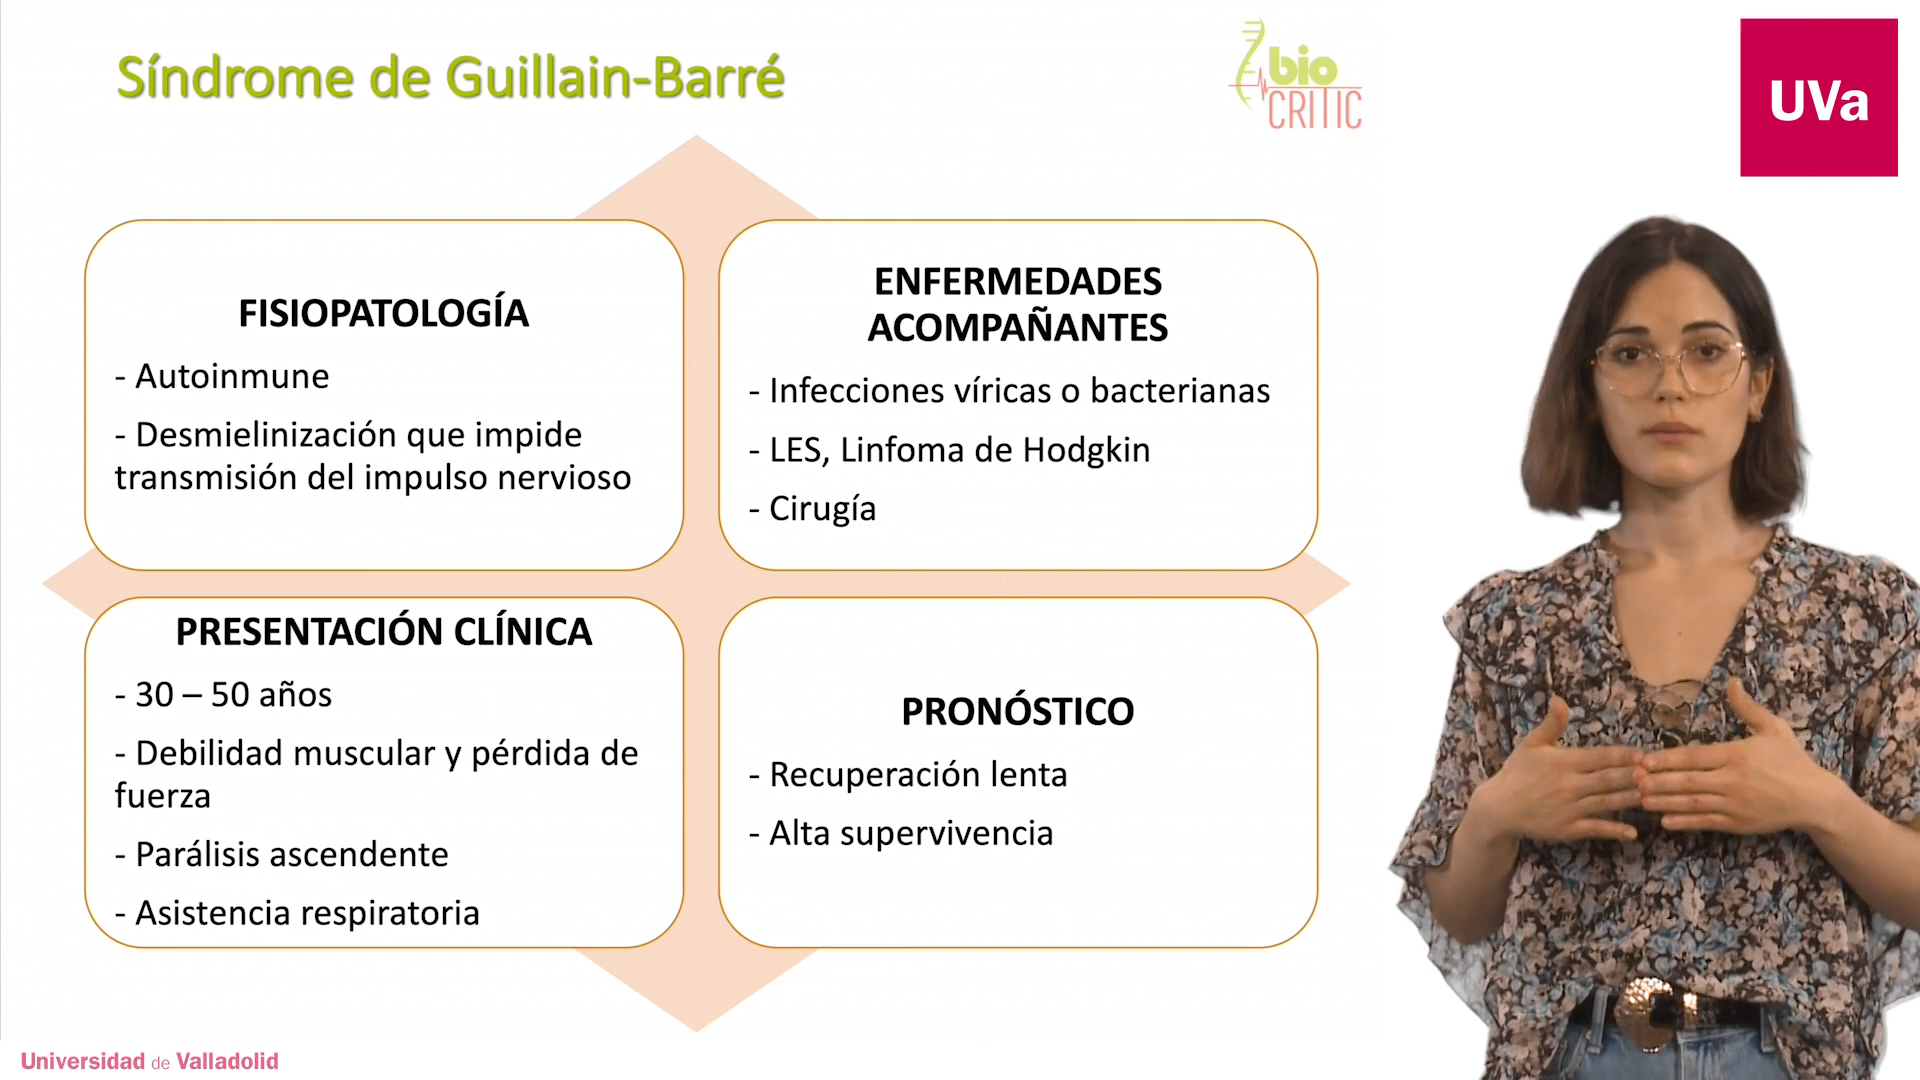 Síndrome de Guillain-Barré
bio
CRITIC
UVa
FISIOPATOLOGÍA
- Autoinmune
- Desmielinización que impide
transmisión del impulso nervioso
ENFERMEDADES
ACOMPAÑANTES
- Infecciones víricas o bacterianas
- LES, Linfoma de Hodgkin
- Cirugía
PRESENTACIÓN CLÍNICA
- 30 – 50 años
- Debilidad muscular y pérdida de
fuerza
- Parálisis ascendente
- Asistencia respiratoria
PRONÓSTICO
- Recuperación lenta
- Alta supervivencia
Universidad de Valladolid